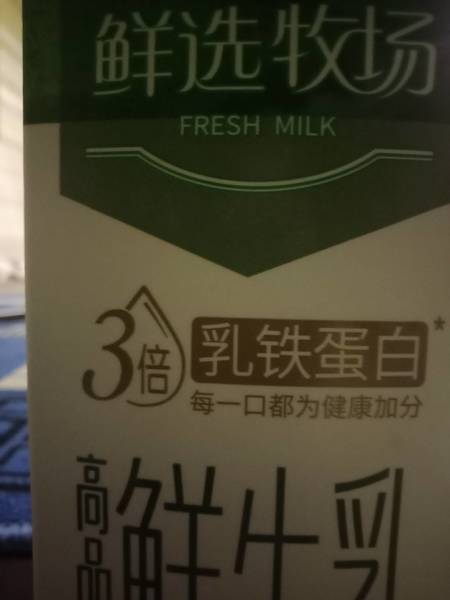 鲜选牧场
FRESH MILK
3倍 乳铁蛋白*
每一口都为健康加分
高品
鲜牛乳